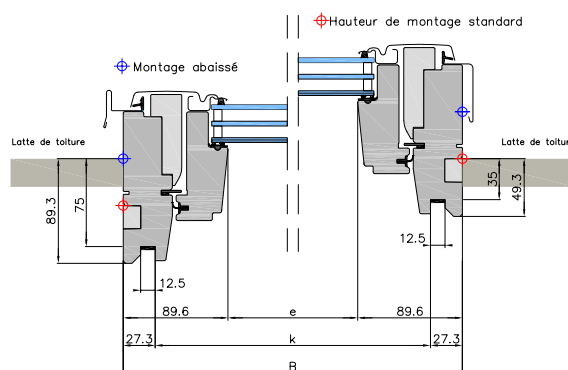 Hauteur de montage standard
Montage abaissé
Latte de toiture
Latte de toitur
89.3
75
35
49.3
12.5
12.5
89.6
e
89.6
27.3
k
27.3